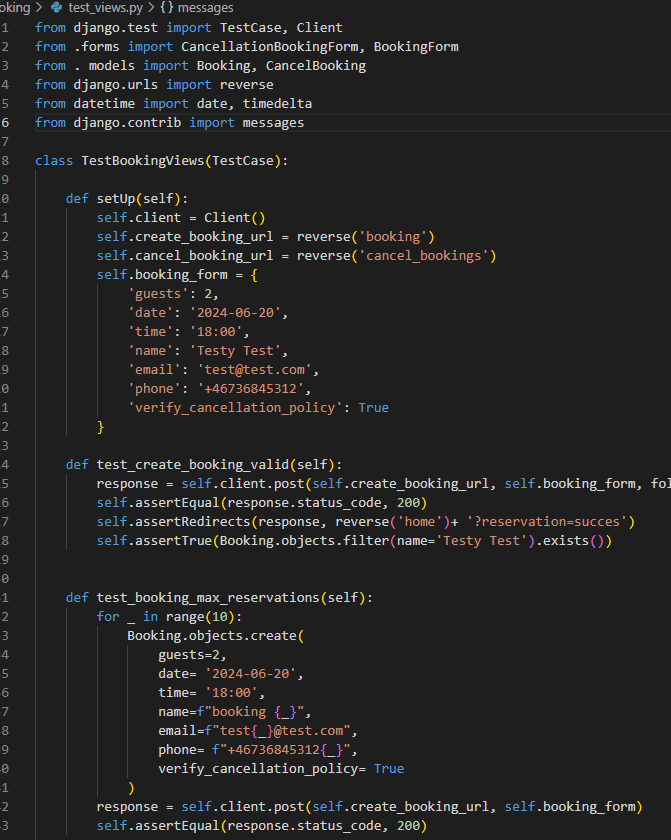 oking > test_views.py > {} messages
1 from django.test import TestCase, Client
2 from .forms import CancellationBookingForm, BookingForm
3 from . models import Booking, CancelBooking
4 from django.urls import reverse
5 from datetime import date, timedelta
6 from django.contrib import messages
7
8 class TestBookingViews(TestCase):
9
0     def setUp(self):
1         self.client = Client()
2         self.create_booking_url = reverse('booking')
3         self.cancel_booking_url = reverse('cancel_bookings')
4         self.booking_form = {
5             'guests': 2,
6             'date': '2024-06-20',
7             'time': '18:00',
8             'name': 'Testy Test',
9             'email': 'test@test.com',
0             'phone': '+46736845312',
1             'verify_cancellation_policy': True
2         }
3
4     def test_create_booking_valid(self):
5         response = self.client.post(self.create_booking_url, self.booking_form, fol
6         self.assertEqual(response.status_code, 200)
7         self.assertRedirects(response, reverse('home')+ '?reservation=succes')
8         self.assertTrue(Booking.objects.filter(name='Testy Test').exists())
9
0
1     def test_booking_max_reservations(self):
2         for _ in range(10):
3             Booking.objects.create(
4                 guests=2,
5                 date= '2024-06-20',
6                 time= '18:00',
7                 name=f"booking {_}",
8                 email=f"test{_}@test.com",
9                 phone= f"+46736845312{_}",
0                 verify_cancellation_policy= True
1             )
2         response = self.client.post(self.create_booking_url, self.booking_form)
3         self.assertEqual(response.status_code, 200)